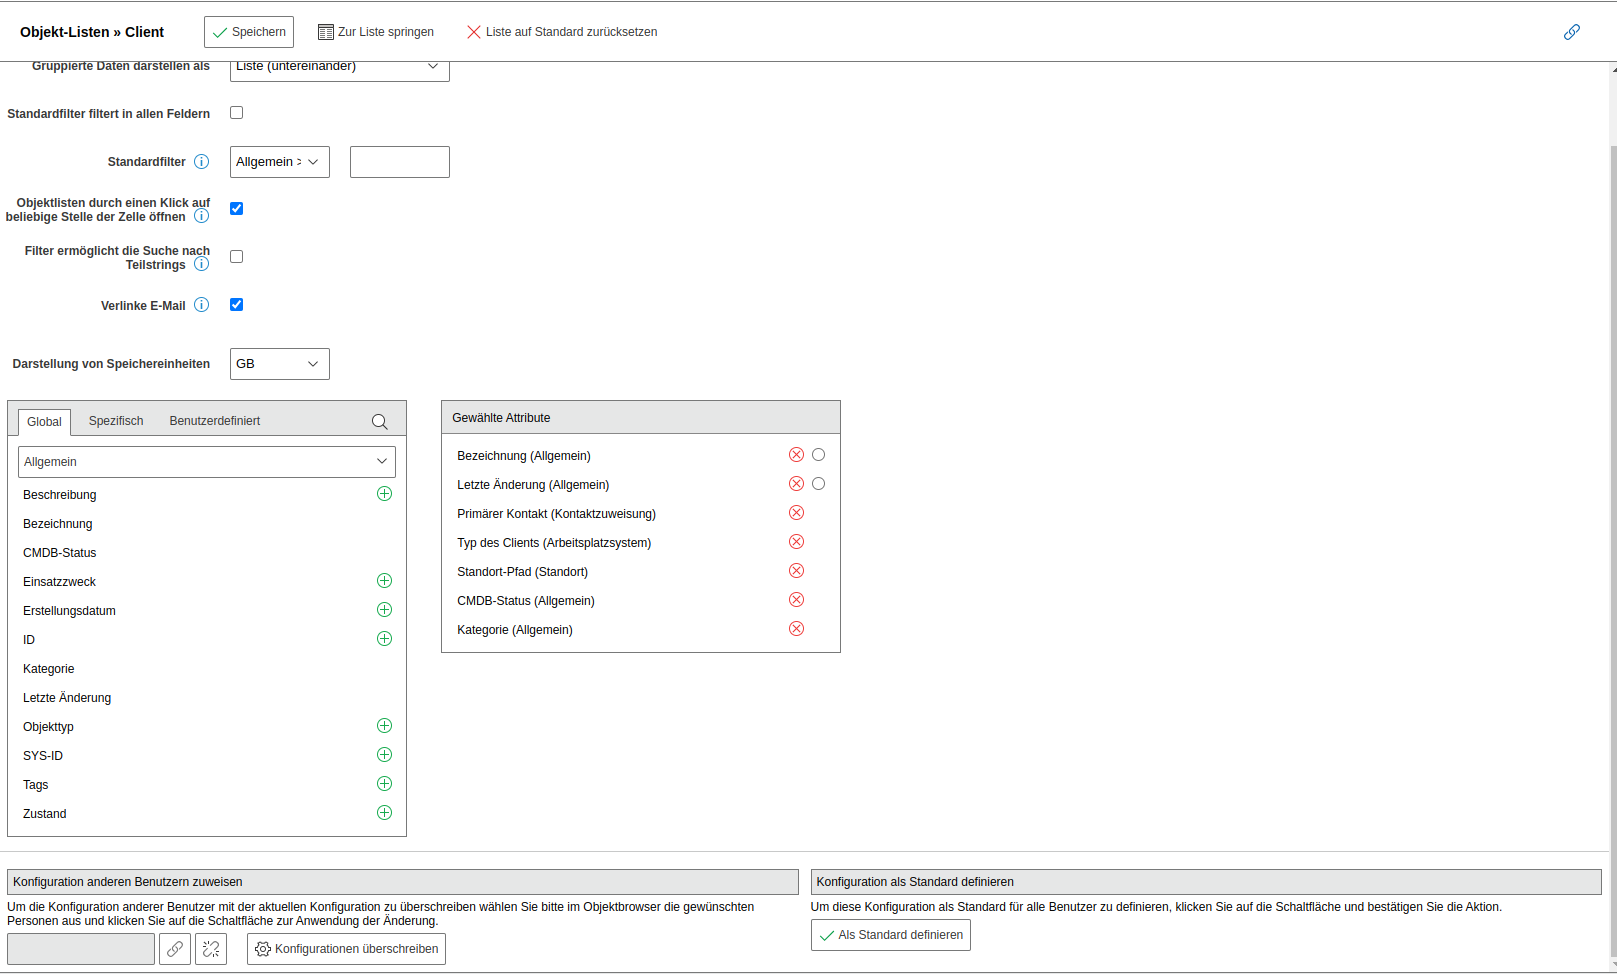 Objekt-Listen » Client
Speichern
Zur Liste springen
Liste auf Standard zurücksetzen
Gruppierte Daten darstellen als
Liste (untereinander)
Standardfilter filtert in allen Feldern
Standardfilter
Allgemein >
Objektlisten durch einen Klick auf
beliebige Stelle der Zelle öffnen
Filter ermöglicht die Suche nach
Teilstrings
Verlinke E-Mail
Darstellung von Speichereinheiten
GB
Global
Spezifisch
Benutzerdefiniert
Allgemein
Beschreibung
Bezeichnung
CMDB-Status
Einsatzzweck
Erstellungsdatum
ID
Kategorie
Letzte Änderung
Objekttyp
SYS-ID
Tags
Zustand
Gewählte Attribute
Bezeichnung (Allgemein)
Letzte Änderung (Allgemein)
Primärer Kontakt (Kontaktzuweisung)
Typ des Clients (Arbeitsplatzsystem)
Standort-Pfad (Standort)
CMDB-Status (Allgemein)
Kategorie (Allgemein)
Konfiguration anderen Benutzern zuweisen
Um die Konfiguration anderer Benutzer mit der aktuellen Konfiguration zu überschreiben wählen Sie bitte im Objektbrowser die gewünschten
Personen aus und klicken Sie auf die Schaltfläche zur Anwendung der Änderung.
Konfigurationen überschreiben
Konfiguration als Standard definieren
Um diese Konfiguration als Standard für alle Benutzer zu definieren, klicken Sie auf die Schaltfläche und bestätigen Sie die Aktion.
Als Standard definieren